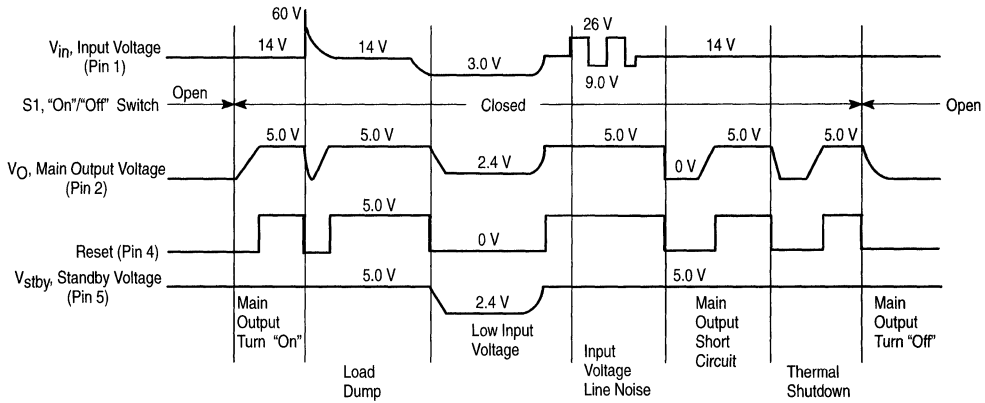 60 V
26 V
Vin, Input Voltage
(Pin 1)
14 V
14 V
3.0 V
9.0 V
14 V
S1, "On"/"Off" Switch
Open
Closed
Open
VO, Main Output Voltage
(Pin 2)
5.0 V
5.0 V
2.4 V
5.0 V
0 V
5.0 V
5.0 V
Reset (Pin 4)
5.0 V
0 V
Vstby, Standby Voltage
(Pin 5)
5.0 V
2.4 V
5.0 V
Main
Output
Turn "On"
Load
Dump
Low Input
Voltage
Input
Voltage
Line Noise
Main
Output
Short
Circuit
Thermal
Shutdown
Main
Output
Turn "Off"